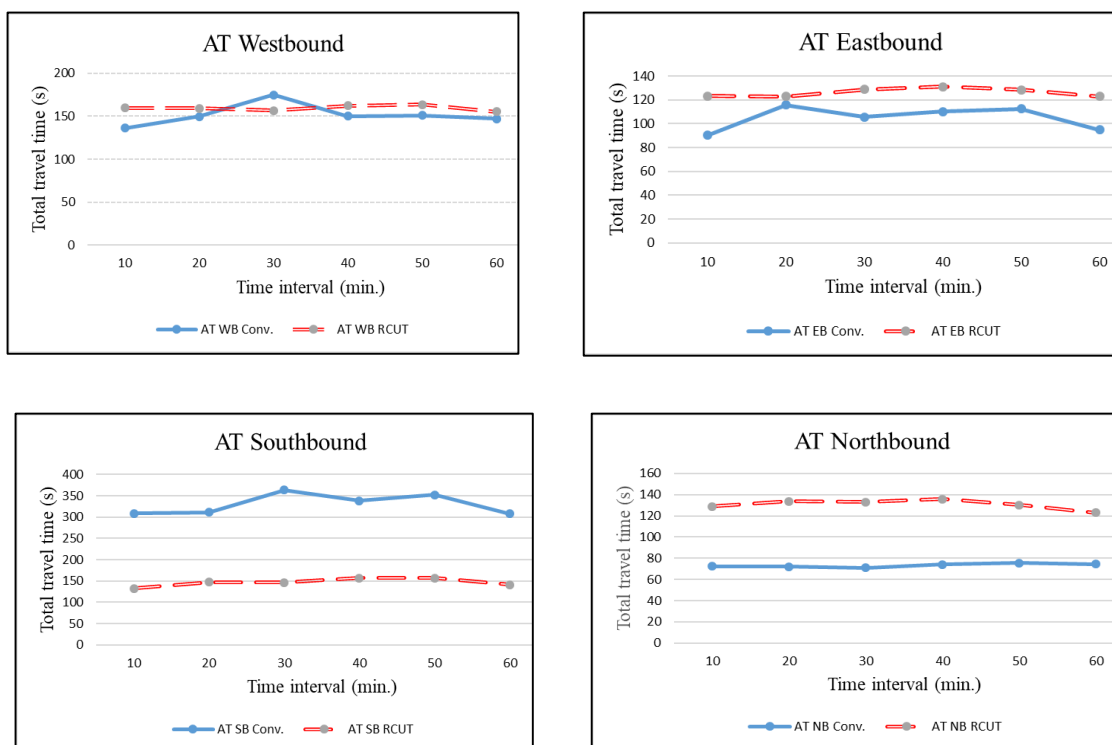 AT Westbound
Total travel time (s)
200
150
100
50
0
10 20 30 40 50 60
Time interval (min.)
AT WB Conv. AT WB RCUT
AT Eastbound
Total travel time (s)
140
120
100
80
60
40
20
0
10 20 30 40 50 60
Time interval (min.)
AT EB Conv. AT EB RCUT
AT Southbound
Total travel time (s)
400
350
300
250
200
150
100
50
0
10 20 30 40 50 60
Time interval (min.)
AT SB Conv. AT SB RCUT
AT Northbound
Total travel time (s)
160
140
120
100
80
60
40
20
0
10 20 30 40 50 60
Time interval (min.)
AT NB Conv. AT NB RCUT